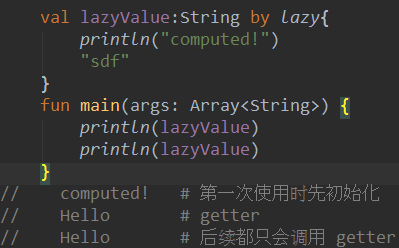 val lazyValue:String by lazy{
    println("computed!")
    "sdf"
}
fun main(args: Array<String>) {
    println(lazyValue)
    println(lazyValue)
}
//   computed!   # 第一次使用时先初始化
//   Hello   # getter
//   Hello   # 后续都只会调用 getter